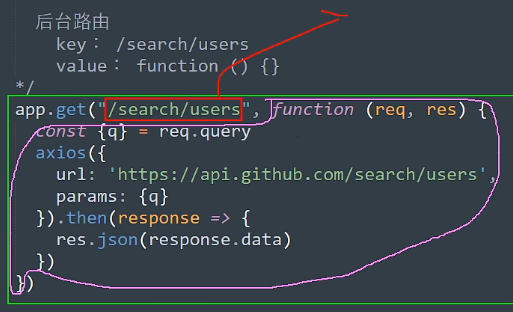 后台路由
key： /search/users
value： function () {}
*/
app.get("/search/users", function (req, res) {
const {q} = req.query
axios({
url: 'https://api.github.com/search/users',
params: {q}
}).then(response => {
res.json(response.data)
})
})